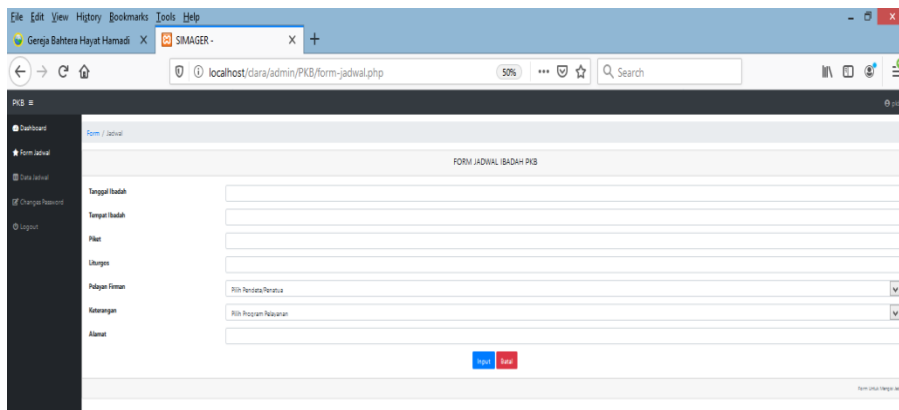 File Edit View History Bookmarks Tools Help
Gereja Bahtera Hayat Hamadi X SIMAGER - X +
localhost/dara/admin/PKB/form-jadwal.php 50% Search
PKB
Dashboard
Form / Jadwal
Form Jadwal
FORM JADWAL IBADAH PKB
Data Jadwal
Changes Password
Logout
Tanggal Ibadah
Tempat Ibadah
Piket
Liturgos
Pelayan Firman Pilih Pendeta/Penatua
Keterangan Pilih Program Pelayanan
Alamat
Input Batal